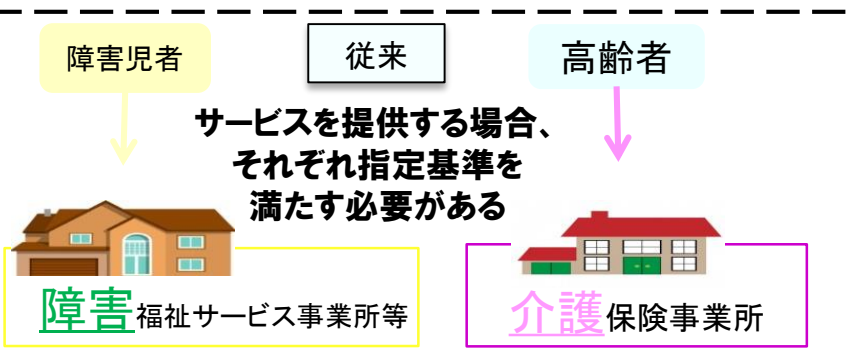 障害児者
従来
高齢者
サービスを提供する場合、
それぞれ指定基準を
満たす必要がある
障害福祉サービス事業所等
介護保険事業所